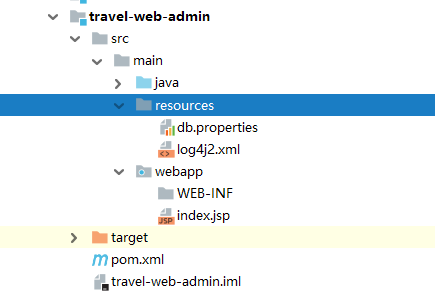 travel-web-admin
src
main
java
resources
db.properties
log4j2.xml
webapp
WEB-INF
index.jsp
target
pom.xml
travel-web-admin.iml